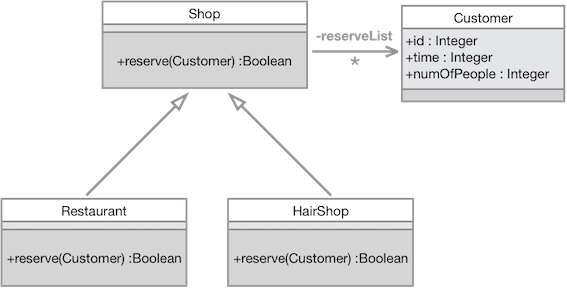 Shop
+reserve(Customer) :Boolean
-reserveList
*
Customer
+id : Integer
+time : Integer
+numOfPeople : Integer
Restaurant
+reserve(Customer) :Boolean
HairShop
+reserve(Customer) :Boolean